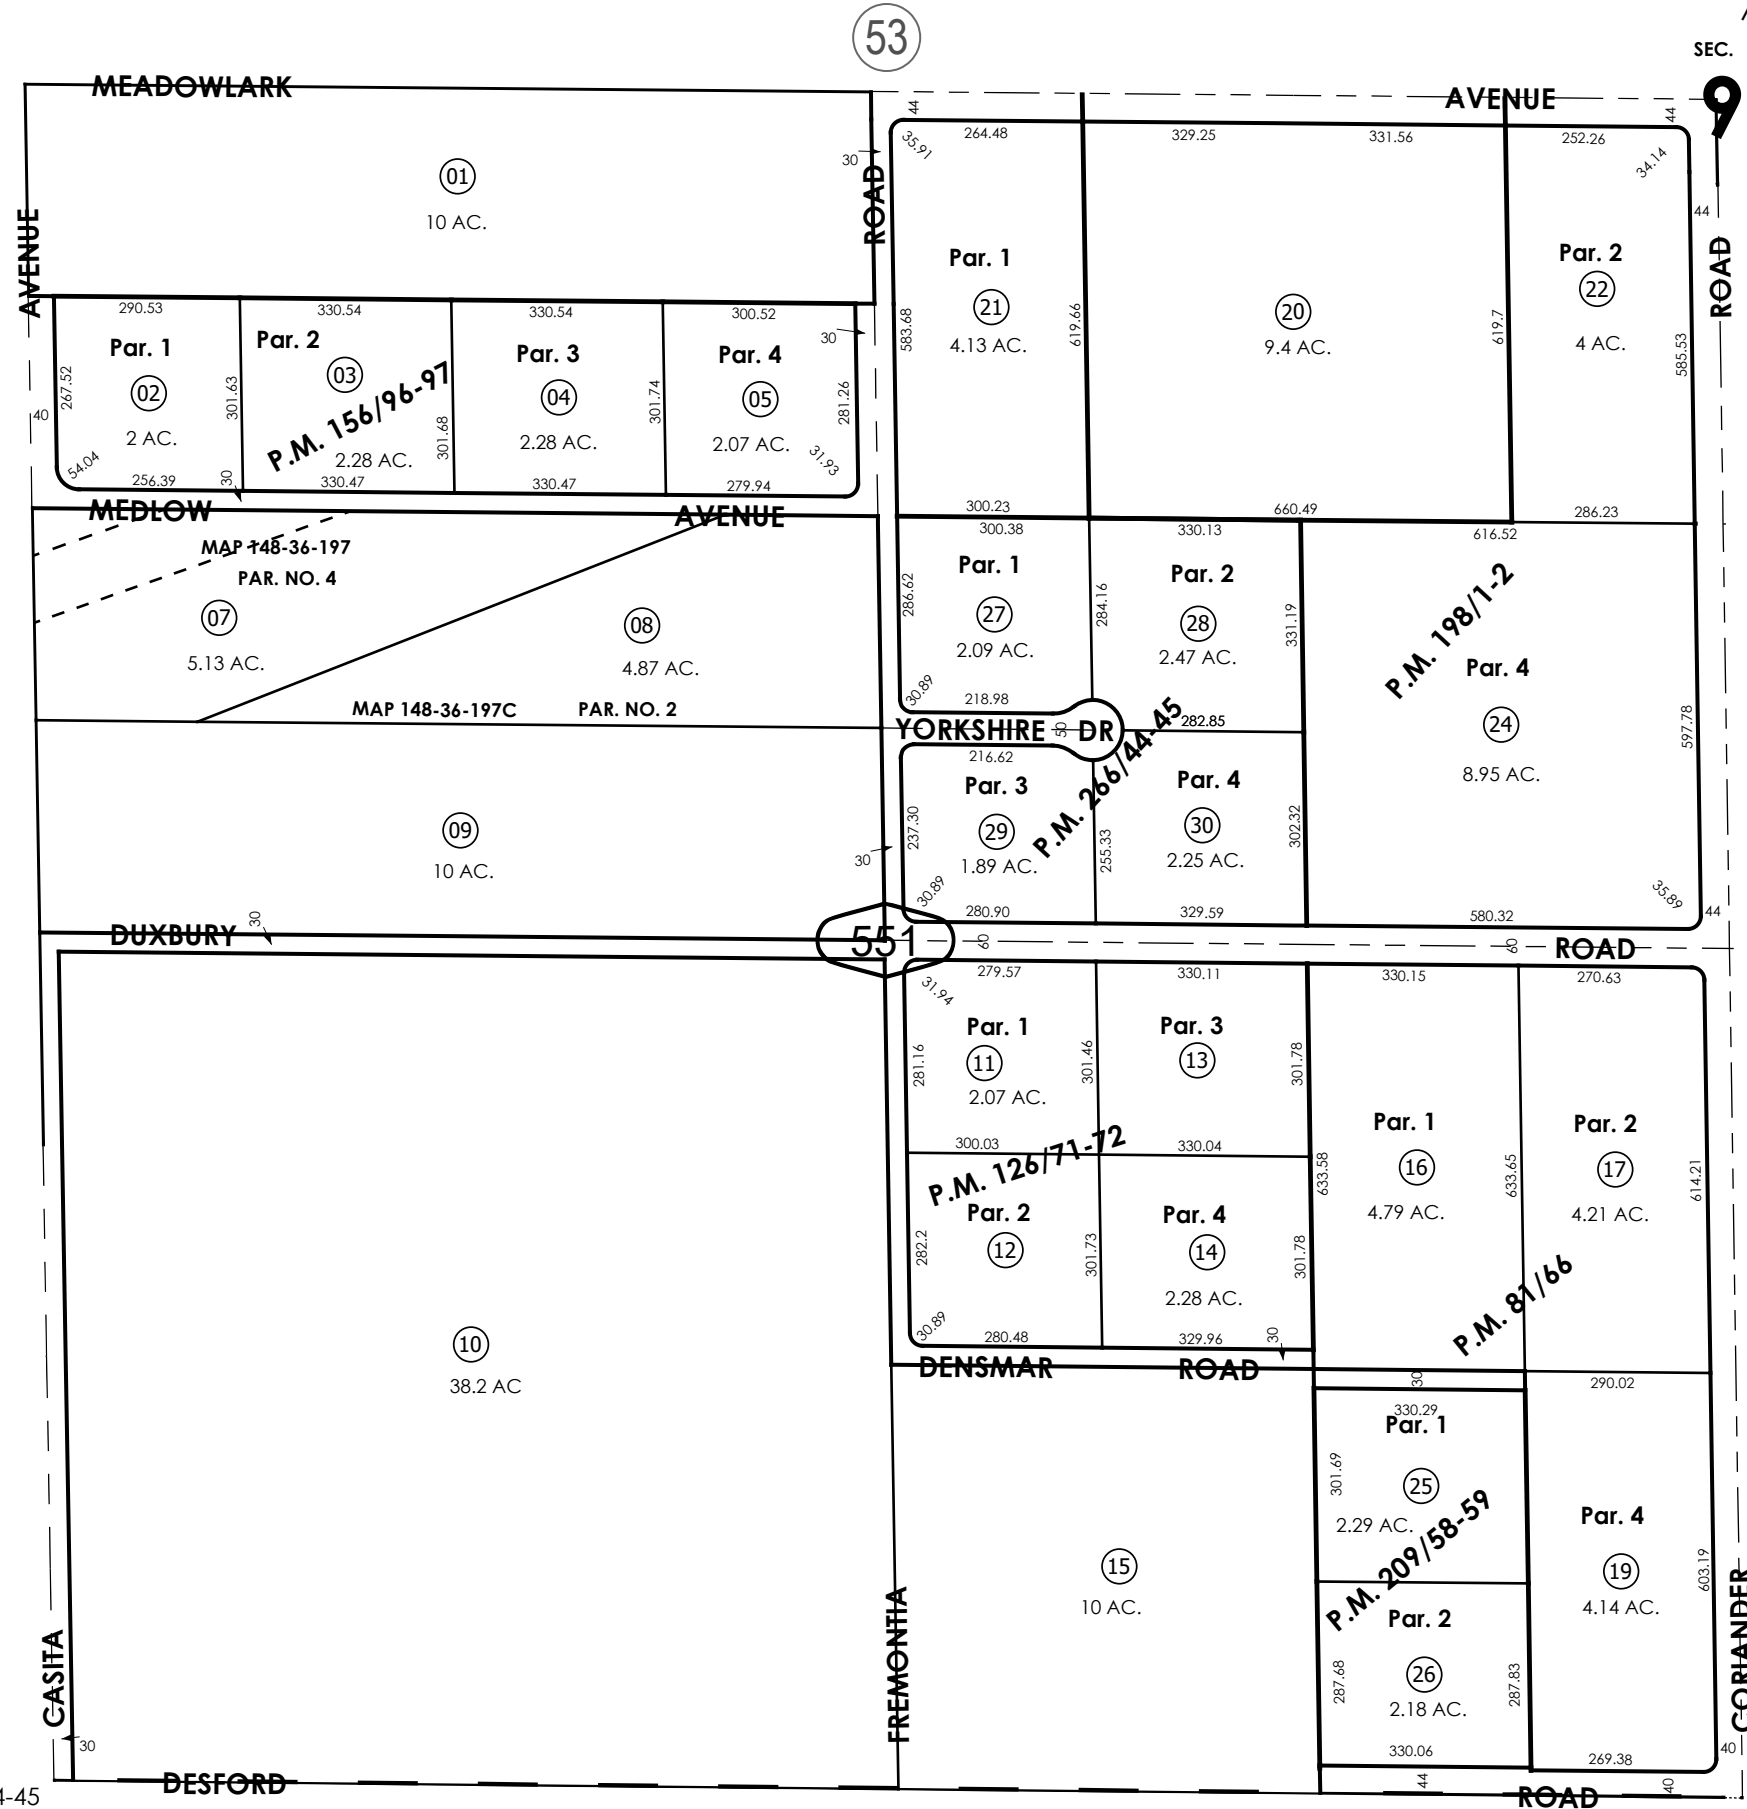 53
SEC.
9
MEADOWLARK AVENUE
44
264.48
329.25
331.56
252.26
44
35.91
34.14
30
01
10 AC.
AVENUE
ROAD
44
ROAD
Par. 1
21
4.13 AC.
583.68
619.66
20
9.4 AC.
619.7
Par. 2
22
4 AC.
585.53
290.53
330.54
330.54
300.52
30
Par. 1
02
2 AC.
267.52
301.63
40
54.04
256.39
Par. 2
03
2.28 AC.
P.M. 156/96-97
301.68
30
330.47
Par. 3
04
2.28 AC.
301.74
330.47
Par. 4
05
2.07 AC.
281.26
31.93
279.94
300.23
660.49
286.23
MEDLOW AVENUE
MAP 148-36-197
PAR. NO. 4
07
5.13 AC.
08
4.87 AC.
MAP 148-36-197C PAR. NO. 2
300.38
330.13
616.52
Par. 1
27
2.09 AC.
286.62
284.16
30.89
218.98
Par. 2
28
2.47 AC.
331.19
282.85
P.M. 198/1-2
Par. 4
24
8.95 AC.
597.78
35.89
44
580.32
YORKSHIRE DR
50
216.62
P.M. 266/44-45
Par. 3
29
1.89 AC.
237.30
255.33
30.89
280.90
Par. 4
30
2.25 AC.
302.32
329.59
09
10 AC.
30
30
DUXBURY ROAD
551
60
60
279.57
330.11
330.15
270.63
31.94
Par. 1
11
2.07 AC.
281.16
301.46
300.03
Par. 3
13
301.78
330.04
P.M. 126/71-72
Par. 2
12
282.2
301.73
30.89
280.48
Par. 4
14
2.28 AC.
301.78
329.96
30
Par. 1
16
4.79 AC.
633.58
633.65
Par. 2
17
4.21 AC.
614.21
P.M. 81/66
10
38.2 AC
DENSMAR ROAD
30
330.29
290.02
Par. 1
25
2.29 AC.
301.69
P.M. 209/58-59
Par. 2
26
2.18 AC.
287.68
287.83
330.06
Par. 4
19
4.14 AC.
603.19
269.38
15
10 AC.
CASITA
FREMONTIA
CORIANDER
30
40
44
40
DESFORD ROAD
4-45